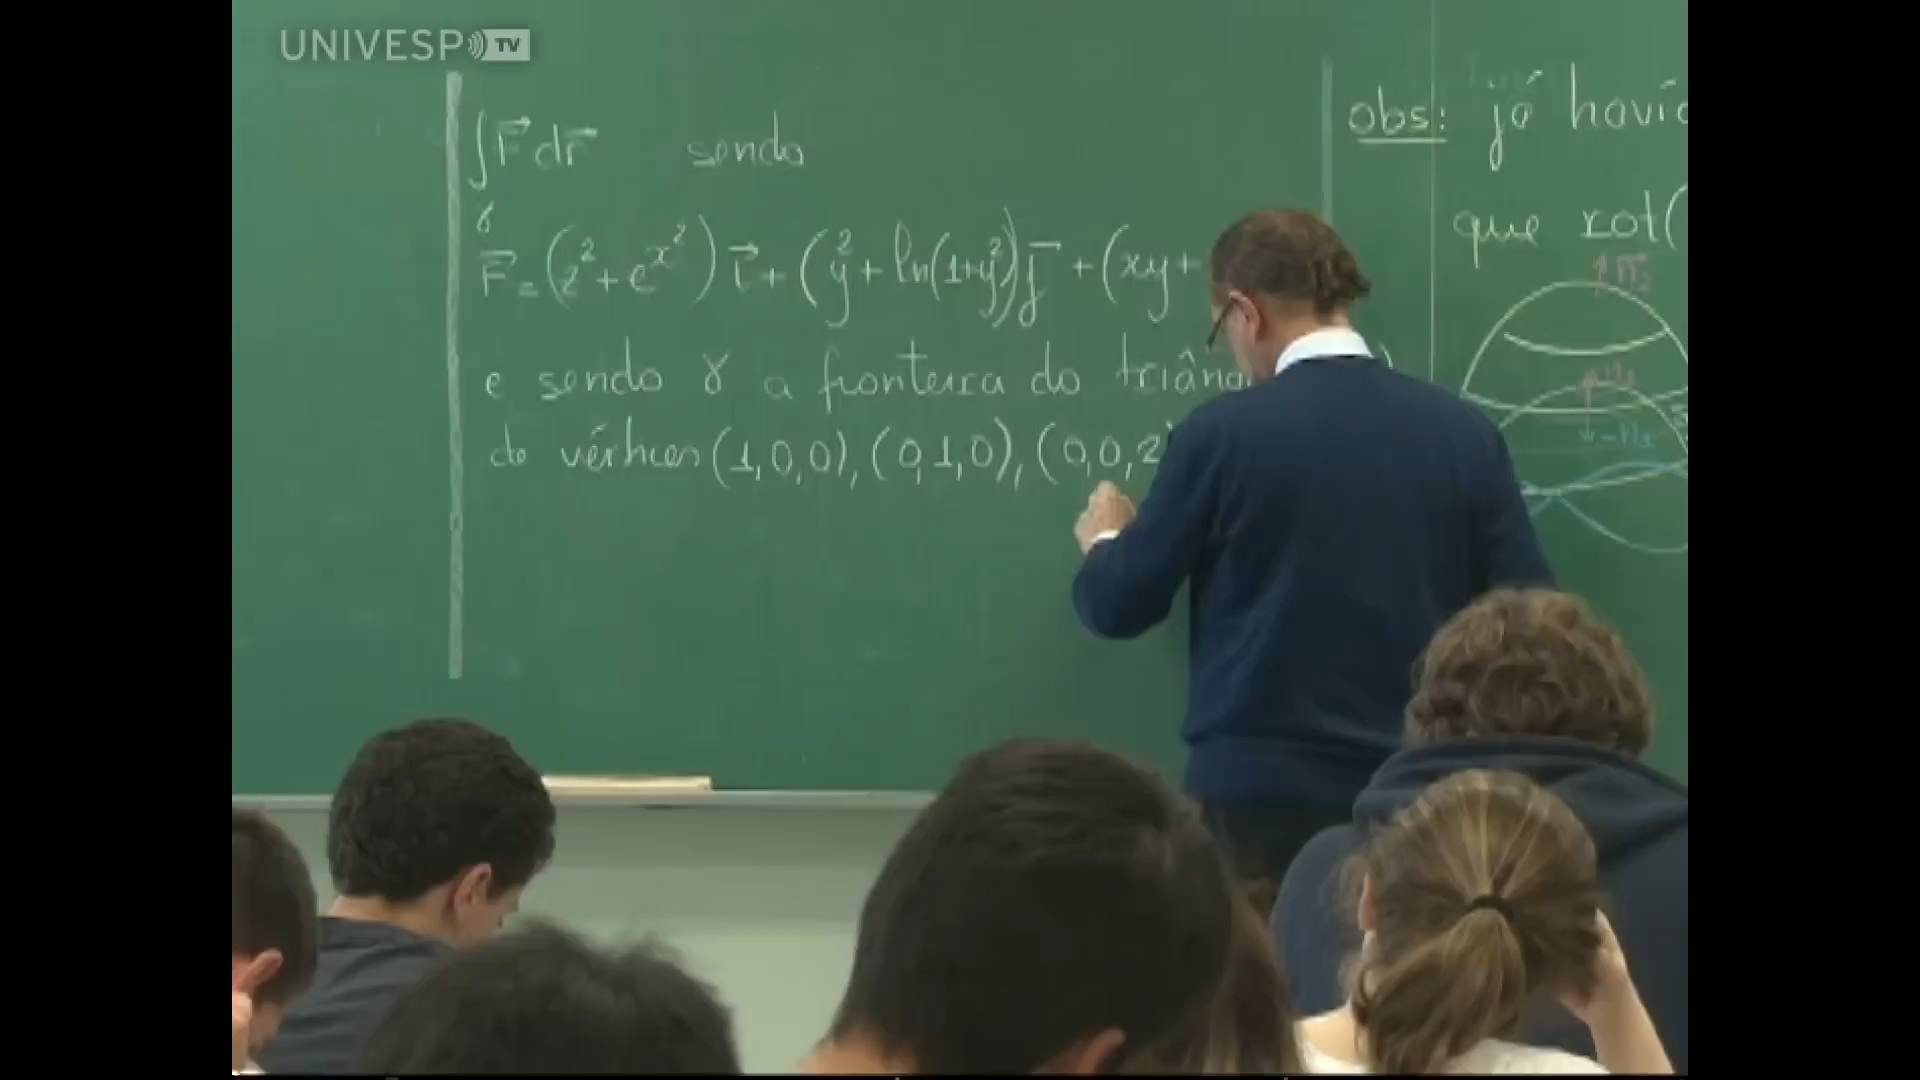 UNIVESP TV
∫F⃗ dr⃗ sendo
γ
F⃗ = (z² + e^x²) i⃗ + (y² + ln(1+y²)) j⃗ + (xy +
e sendo γ a fronteira do triâng
de vértices (1,0,0), (0,1,0), (0,0,2
obs: já havia
que rot(